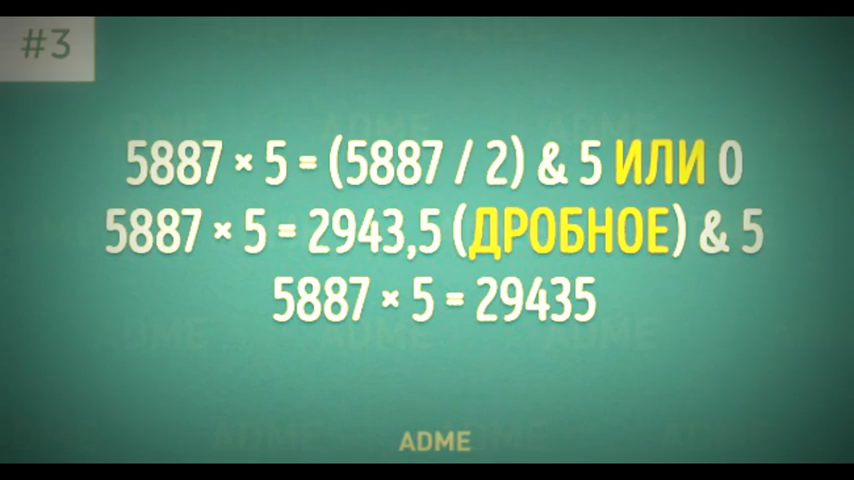 #3
5887 × 5 = (5887 / 2) & 5 ИЛИ 0
5887 × 5 = 2943,5 (ДРОБНОЕ) & 5
5887 × 5 = 29435
ADME